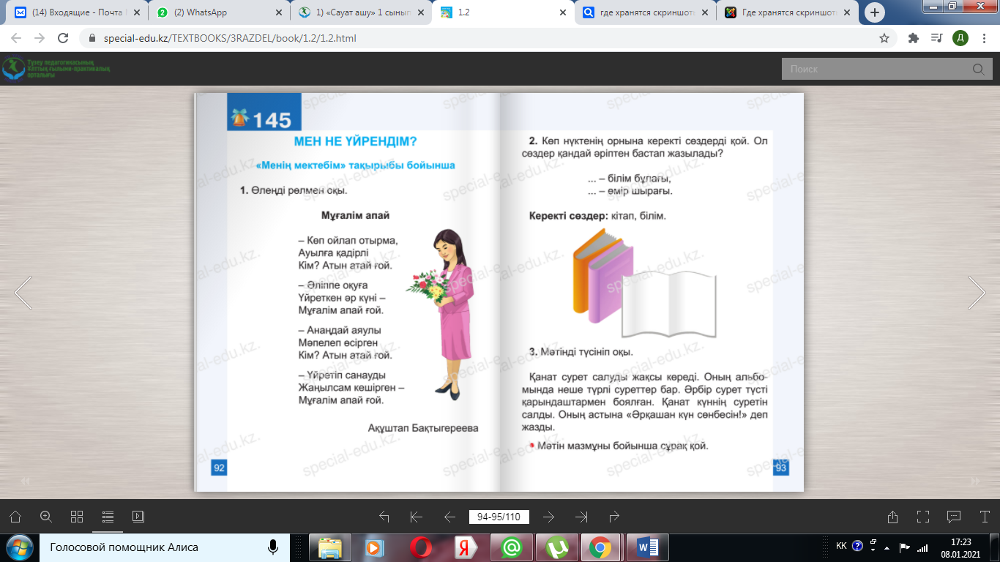 (14) Входящие - Почта
(2) WhatsApp
1) «Сауат ашу» 1 сынып
1.2
где хранятся скриншоты
Где хранятся скриншоты
special-edu.kz/TEXTBOOKS/3RAZDEL/book/1.2/1.2.html
Д
Түзеу педагогикасының
Ұлттық ғылыми-практикалық
орталығы
Поиск
145
МЕН НЕ ҮЙРЕНДІМ?
«Менің мектебім» тақырыбы бойынша
1. Өлеңді рөлмен оқы.
Мұғалім апай
– Көп ойлап отырма,
Ауылға қадірлі
Кім? Атын атай ғой.
– Әліппе оқуға
Үйреткен әр күні –
Мұғалім апай ғой.
– Анаңдай аяулы
Мәпелеп өсірген
Кім? Атын атай ғой.
– Үйретіп санауды
Жаңылсам кешірген –
Мұғалім апай ғой.
Ақұштап Бақтыгереева
92
2. Көп нүктенің орнына керекті сөздерді қой. Ол
сөздер қандай әріптен бастап жазылады?
... – білім бұлағы,
... – өмір шырағы.
Керекті сөздер: кітап, білім.
3. Мәтінді түсініп оқы.
Қанат сурет салуды жақсы көреді. Оның альбо-
мында неше түрлі суреттер бар. Әрбір сурет түсті
қарындаштармен боялған. Қанат күннің суретін
салды. Оның астына «Әрқашан күн сөнбесін!» деп
жазды.
• Мәтін мазмұны бойынша сұрақ қой.
93
special-edu.kz.
94-95/110
Голосовой помощник Алиса
KK
17:23
08.01.2021